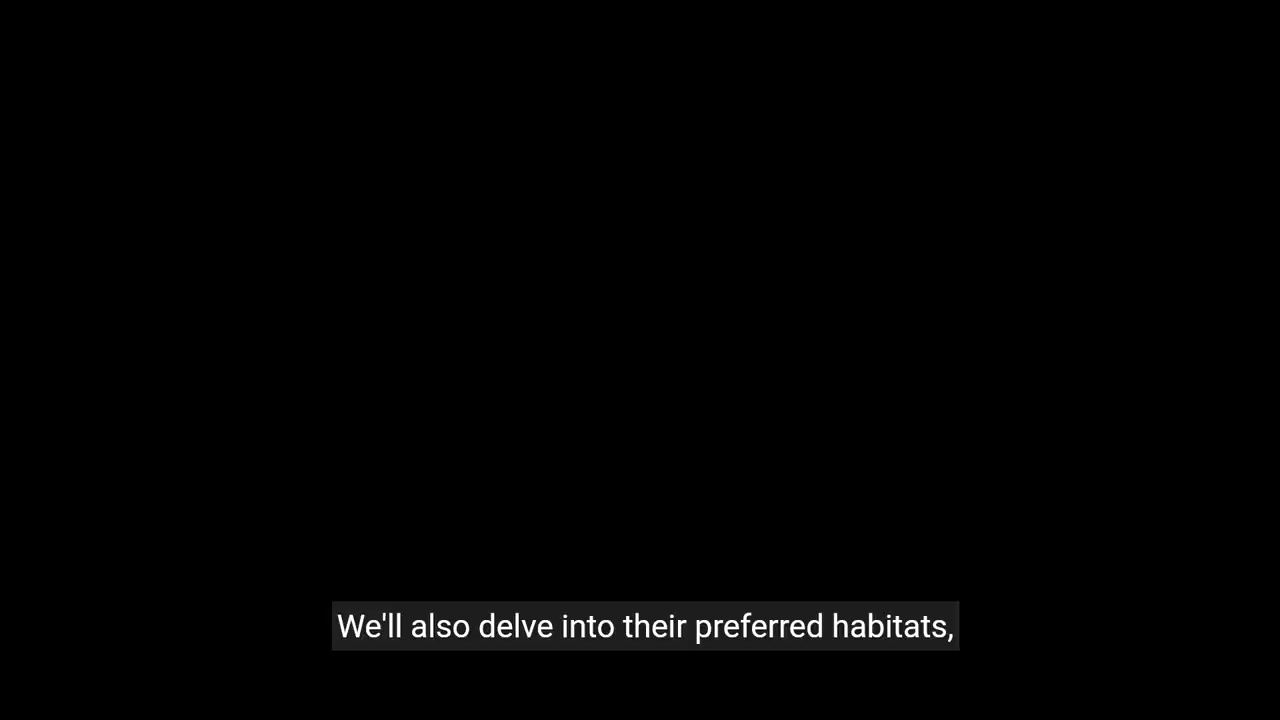 We'll also delve into their preferred habitats,